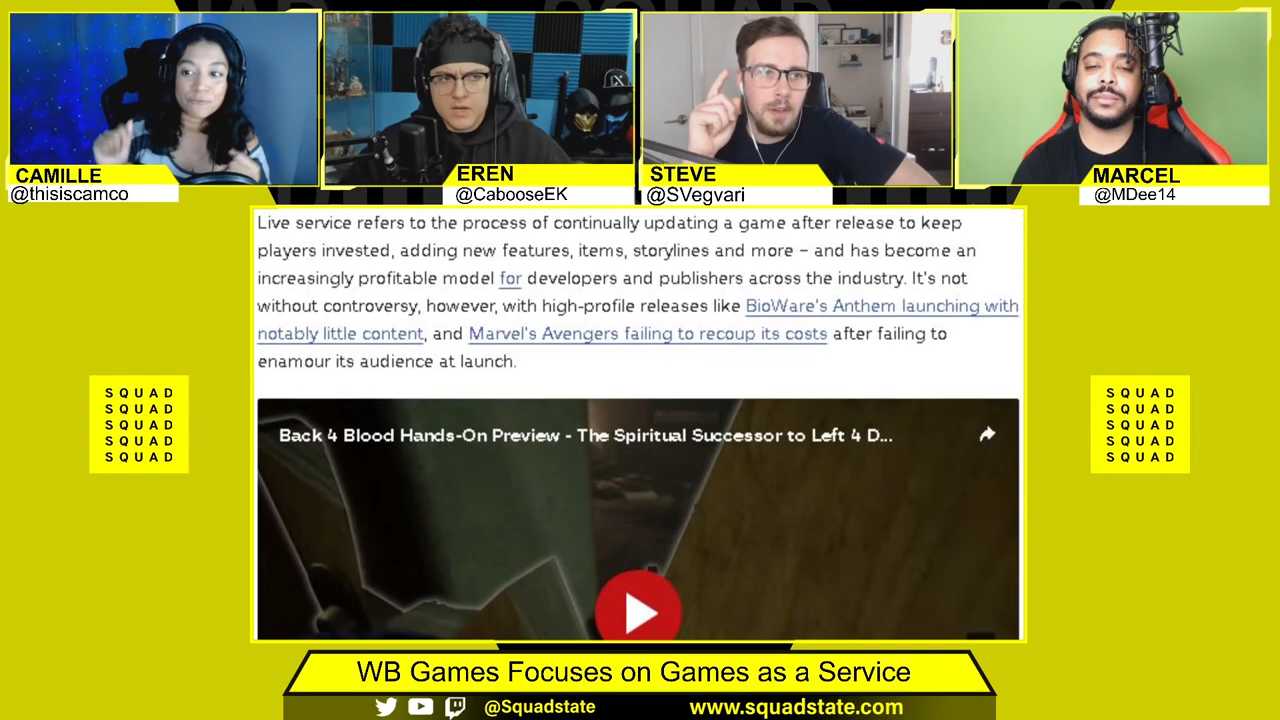 CAMILLE
@thisiscamco
EREN
@CabooseEK
STEVE
@SVegvari
MARCEL
@MDee14
Live service refers to the process of continually updating a game after release to keep
players invested, adding new features, items, storylines and more – and has become an
increasingly profitable model for developers and publishers across the industry. It's not
without controversy, however, with high-profile releases like BioWare's Anthem launching with
notably little content, and Marvel's Avengers failing to recoup its costs after failing to
enamour its audience at launch.
SQUAD
SQUAD
SQUAD
SQUAD
SQUAD
SQUAD
SQUAD
SQUAD
SQUAD
SQUAD
Back 4 Blood Hands-On Preview - The Spiritual Successor to Left 4 D...
WB Games Focuses on Games as a Service
@Squadstate
www.squadstate.com